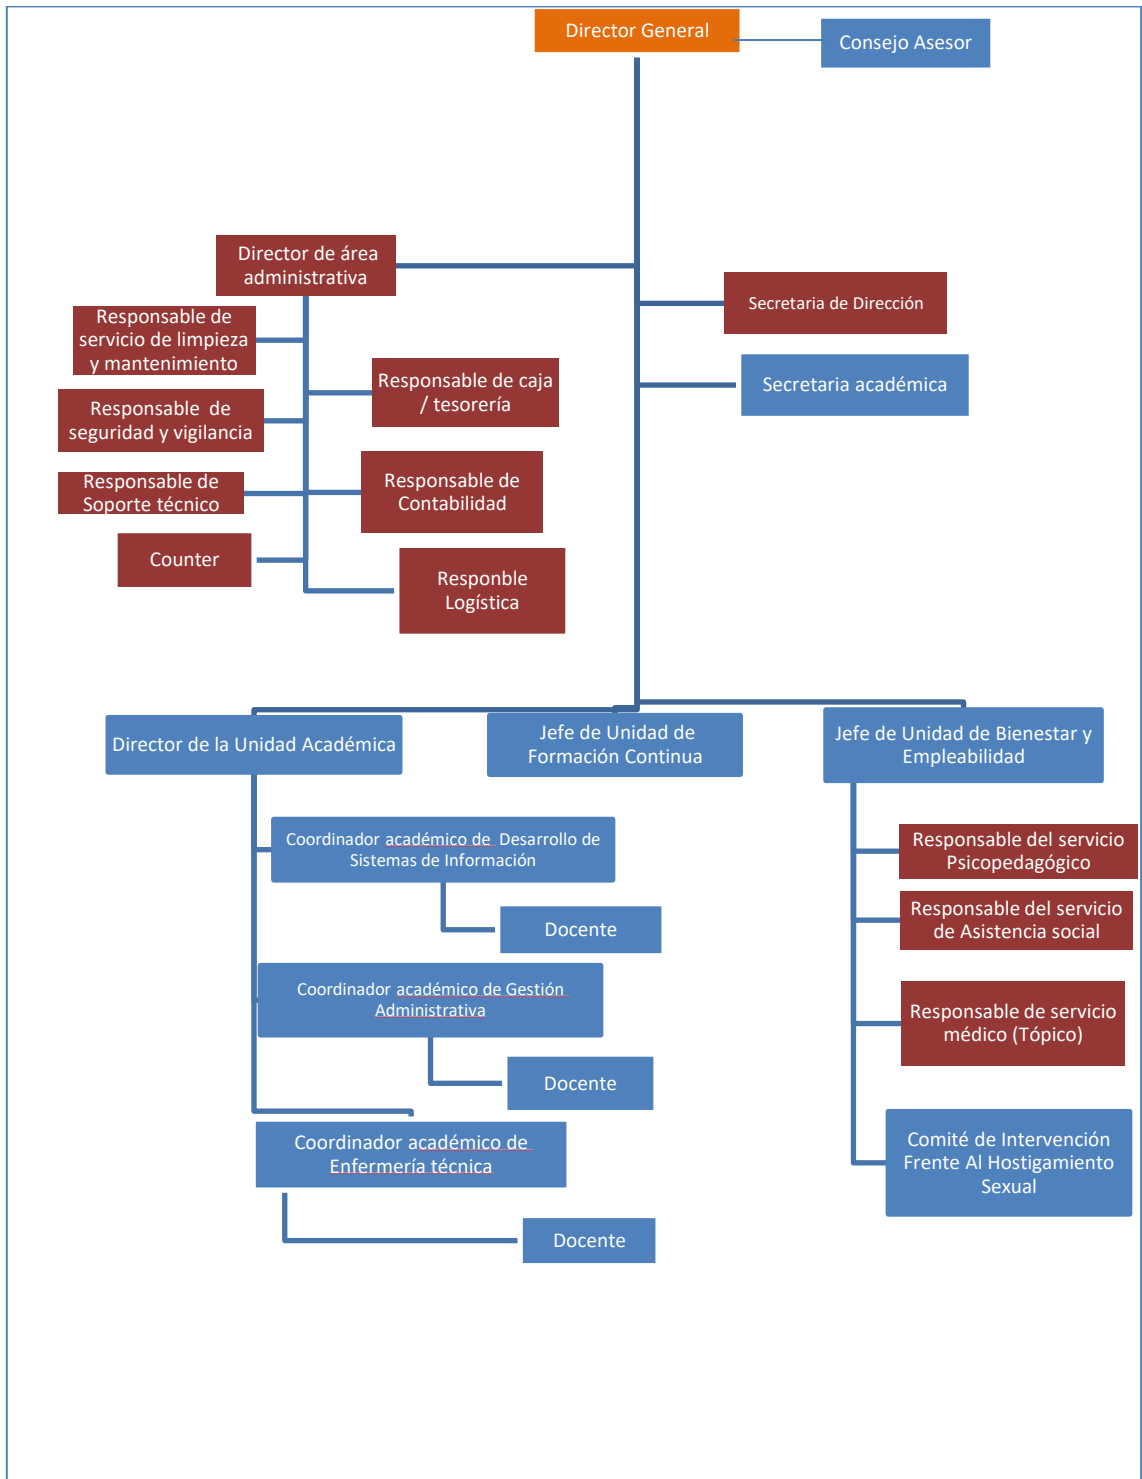 Director General
Consejo Asesor
Director de área
administrativa
Secretaria de Dirección
Responsable de
servicio de limpieza
y mantenimiento
Responsable de caja
/ tesorería
Secretaria académica
Responsable  de
seguridad y vigilancia
Responsable de
Soporte técnico
Responsable de
Contabilidad
Counter
Responble
Logística
Director de la Unidad Académica
Jefe de Unidad de
Formación Continua
Jefe de Unidad de Bienestar y
Empleabilidad
Coordinador académico de  Desarrollo de
Sistemas de Información
Responsable del servicio
Psicopedagógico
Docente
Responsable del servicio
de Asistencia social
Coordinador académico de Gestión
Administrativa
Responsable de servicio
médico (Tópico)
Docente
Coordinador académico de
Enfermería técnica
Comité de Intervención
Frente Al Hostigamiento
Sexual
Docente